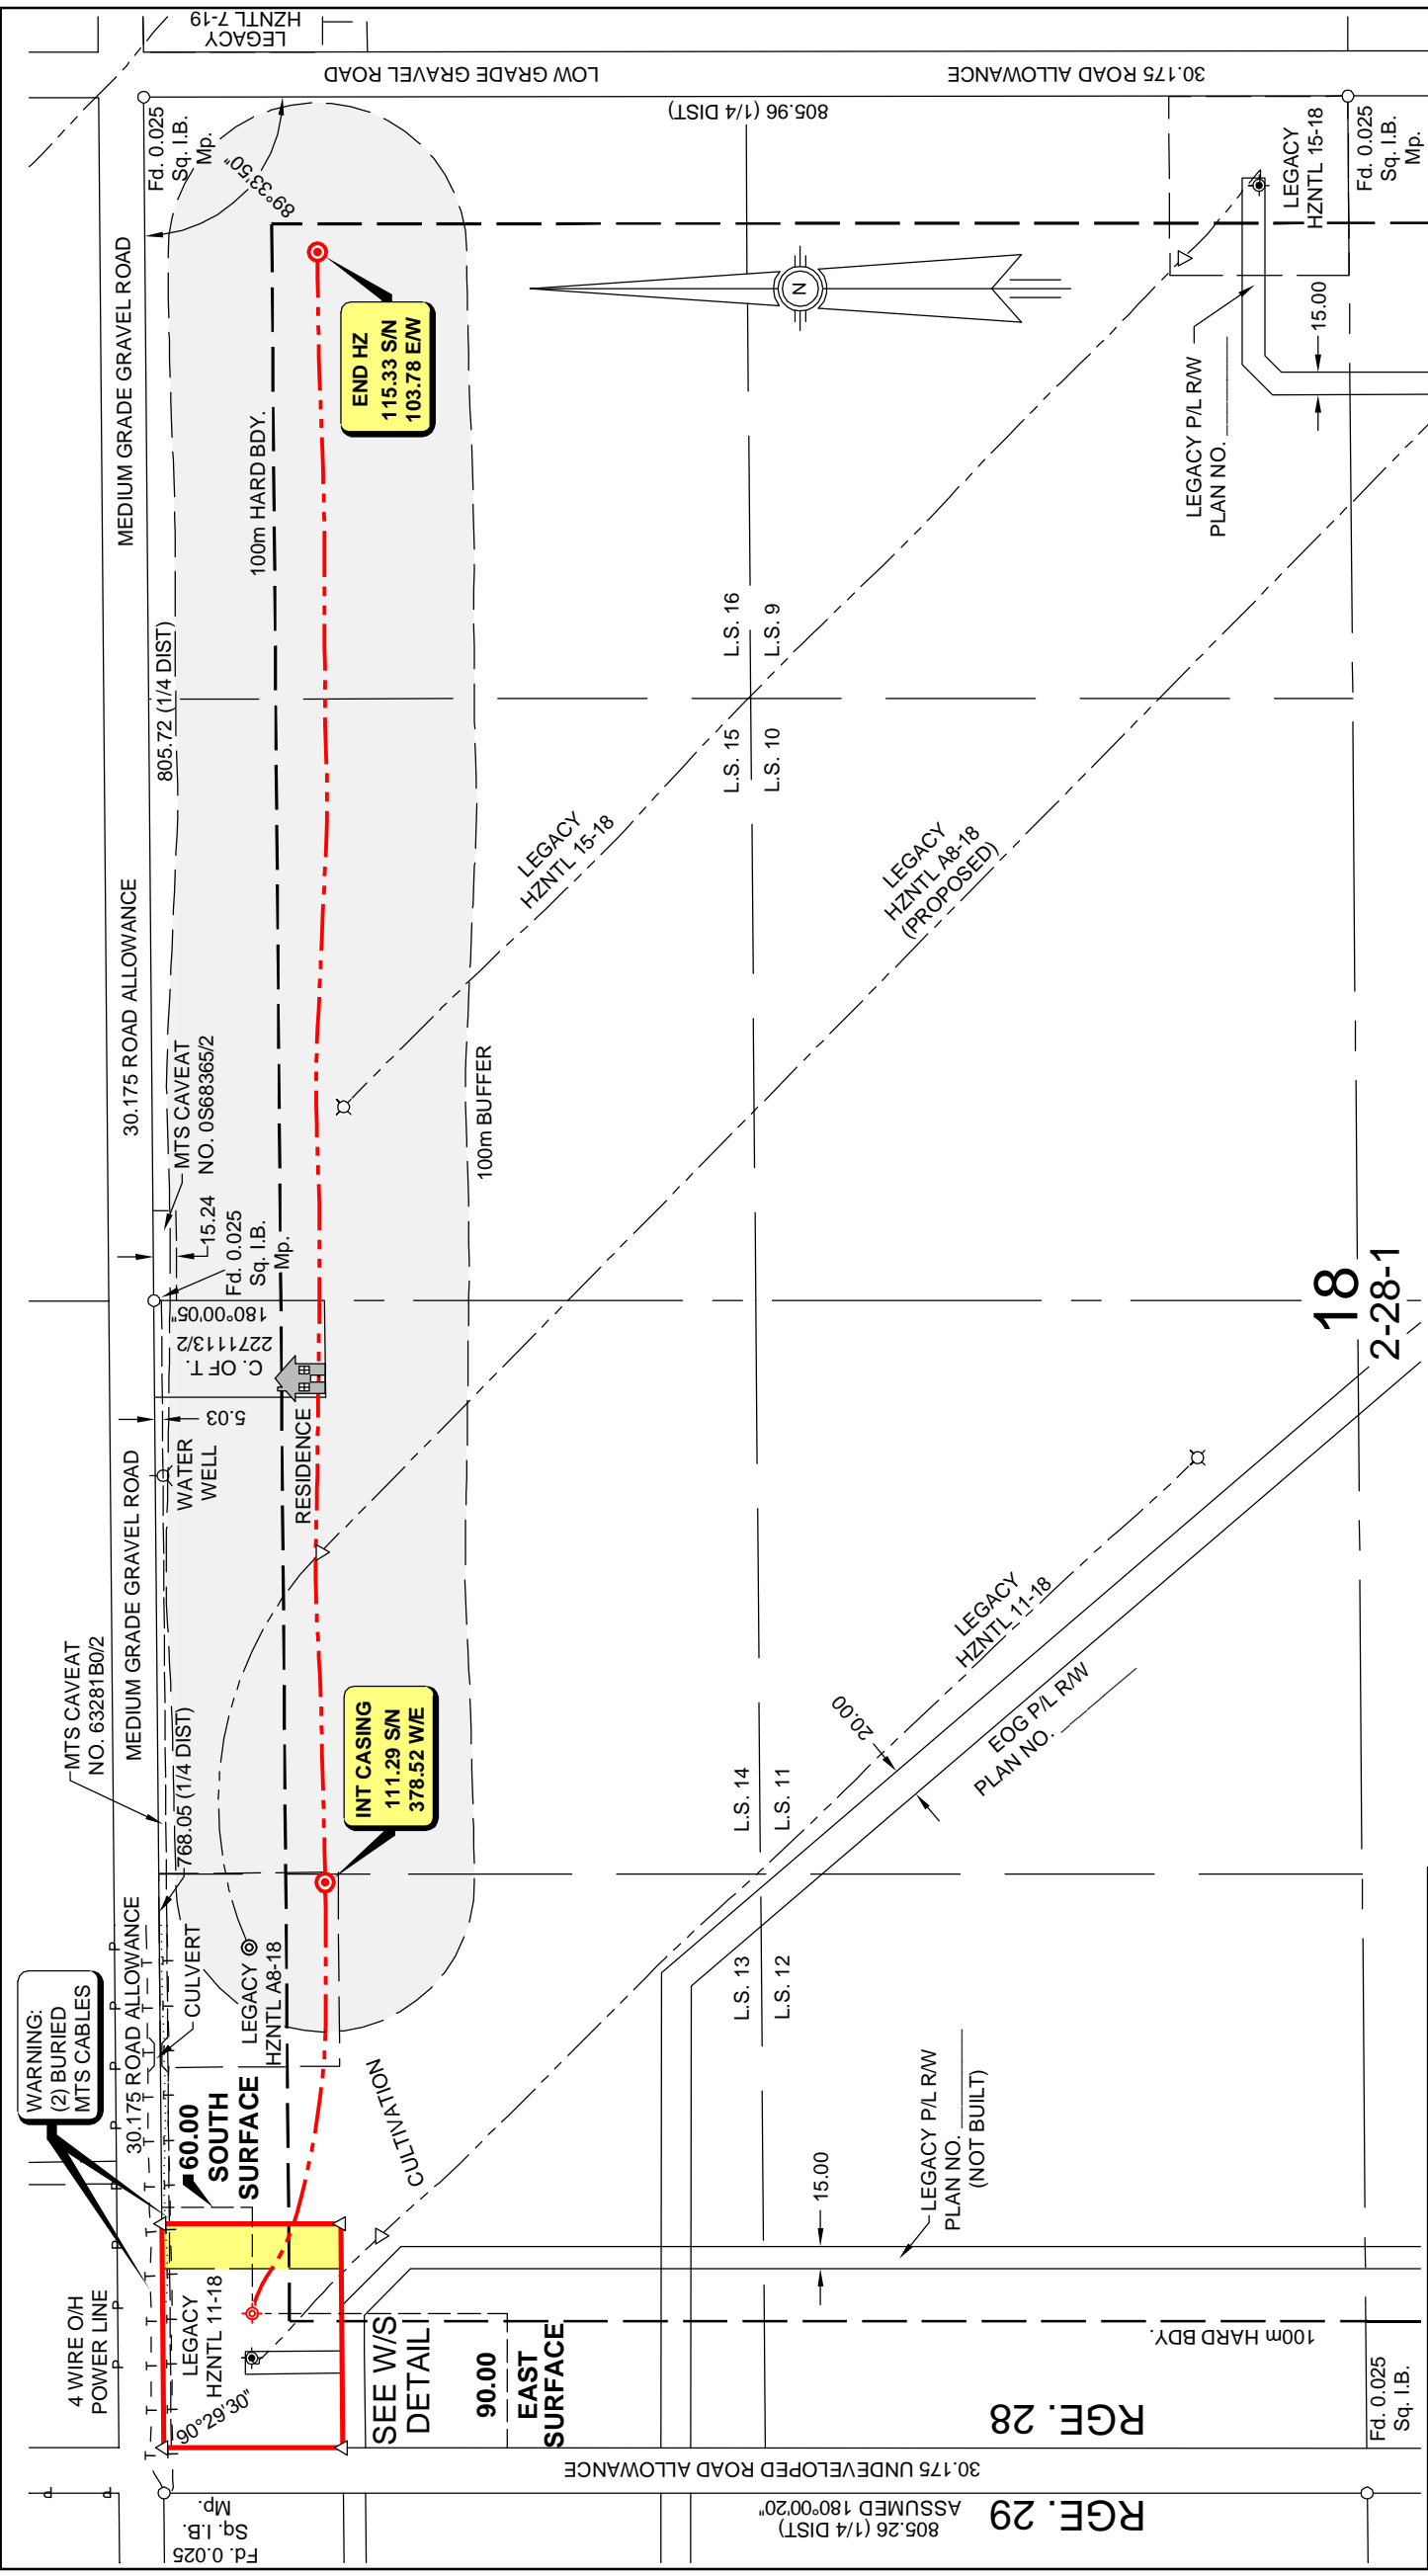 LEGACY
HZNTL 7-19
LOW GRADE GRAVEL ROAD
30.175 ROAD ALLOWANCE
805.96 (1/4 DIST)
Fd. 0.025
Sq. I.B.
Mp.
89°33'50"
MEDIUM GRADE GRAVEL ROAD
END HZ
115.33 S/N
103.78 E/W
100m HARD BDY.
N
LEGACY
HZNTL 15-18
Fd. 0.025
Sq. I.B.
Mp.
15.00
LEGACY P/L R/W
PLAN NO. ________
805.72 (1/4 DIST)
L.S. 16
L.S. 9
L.S. 15
L.S. 10
LEGACY
HZNTL 15-18
LEGACY
HZNTL A8-18
(PROPOSED)
30.175 ROAD ALLOWANCE
MTS CAVEAT
NO. 0S68365/2
100m BUFFER
15.24
Fd. 0.025
Sq. I.B.
Mp.
180°00'05"
C. OF T.
2271113/2
5.03
WATER
WELL
RESIDENCE
18
2-28-1
MEDIUM GRADE GRAVEL ROAD
MTS CAVEAT
NO. 63281B0/2
768.05 (1/4 DIST)
INT CASING
111.29 S/N
378.52 W/E
L.S. 14
L.S. 11
L.S. 13
L.S. 12
LEGACY
HZNTL 11-18
20.00
EOG P/L R/W
PLAN NO. ________
30.175 ROAD ALLOWANCE
CULVERT
LEGACY
HZNTL A8-18
WARNING:
(2) BURIED
MTS CABLES
60.00
SOUTH
SURFACE
CULTIVATION
15.00
LEGACY P/L R/W
PLAN NO. ________
(NOT BUILT)
4 WIRE O/H
POWER LINE
LEGACY
HZNTL 11-18
90°29'30"
SEE W/S
DETAIL
90.00
EAST
SURFACE
100m HARD BDY.
RGE. 28
Fd. 0.025
Sq. I.B.
30.175 UNDEVELOPED ROAD ALLOWANCE
805.26 (1/4 DIST)
ASSUMED 180°00'20"
RGE. 29
Fd. 0.025
Sq. I.B.
Mp.